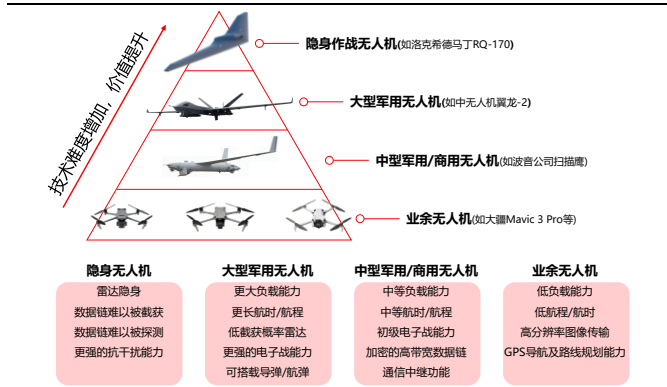 技术难度增加，价值提升
隐身作战无人机(如洛克希德马丁RQ-170)
大型军用无人机(如中无人机翼龙-2)
中型军用/商用无人机(如波音公司扫描鹰)
业余无人机(如大疆Mavic 3 Pro等)
隐身无人机
雷达隐身
数据链难以被截获
数据链难以被探测
更强的抗干扰能力
大型军用无人机
更大负载能力
更长航时/航程
低截获概率雷达
更强的电子战能力
可搭载导弹/航弹
中型军用/商用无人机
中等负载能力
中等航时/航程
初级电子战能力
加密的高带宽数据链
通信中继功能
业余无人机
低负载能力
低航程/航时
高分辨率图像传输
GPS导航及路线规划能力